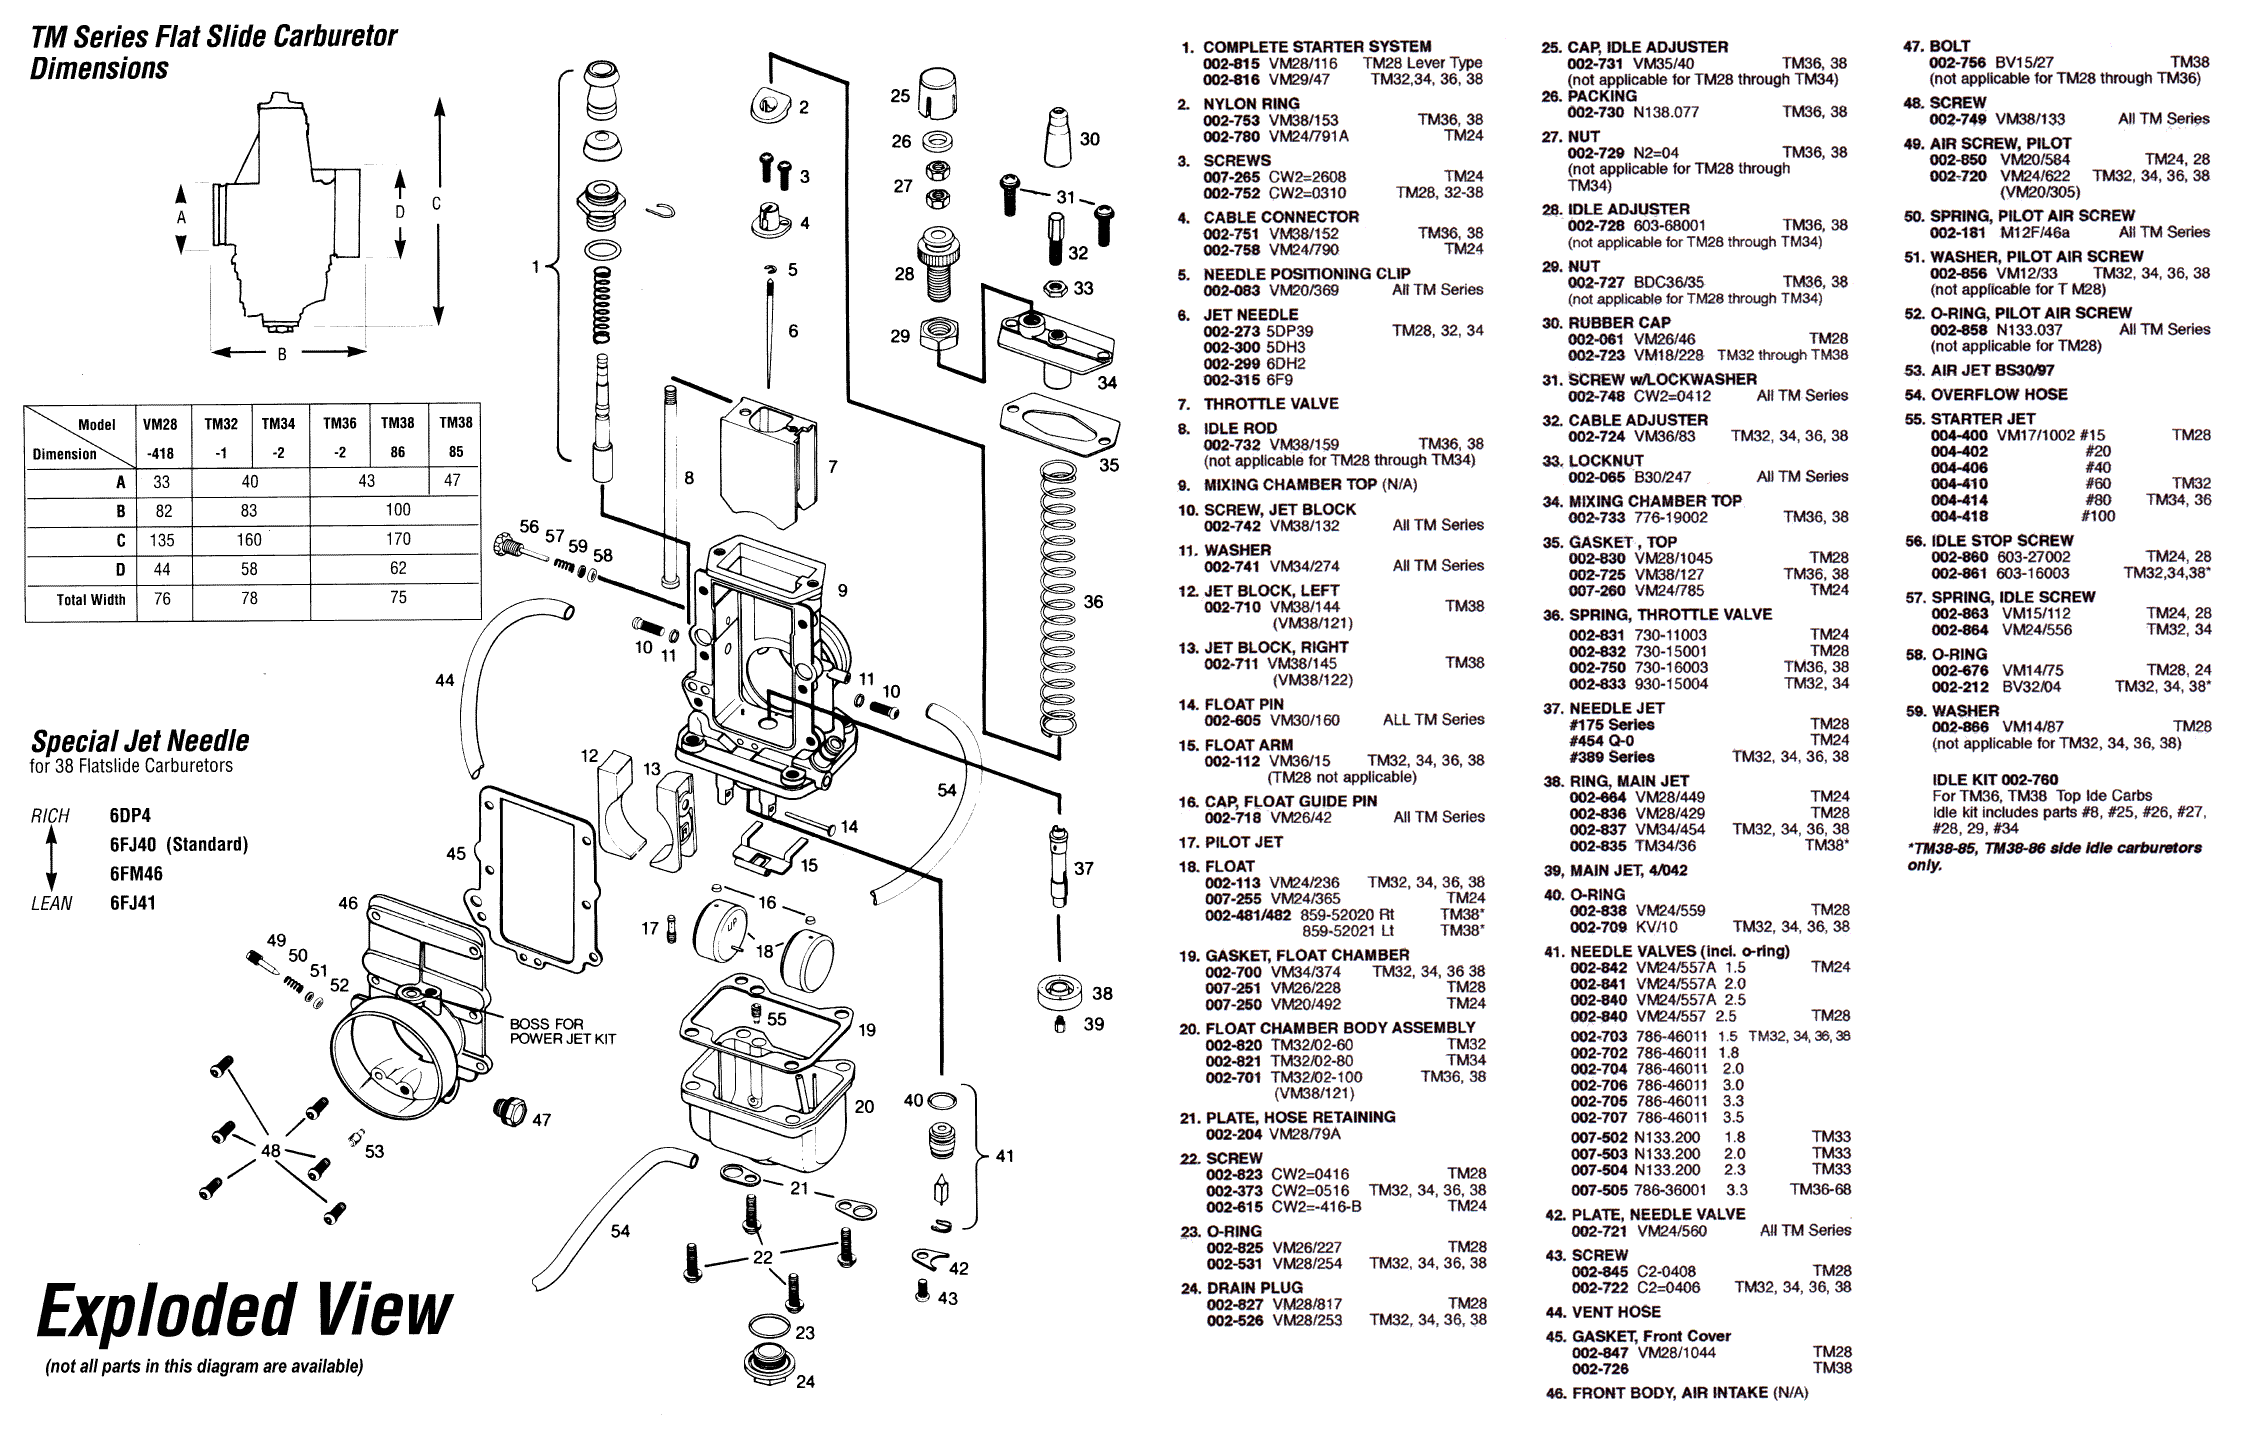 TM Series Flat Slide Carburetor
Dimensions
A
B
C
D
Model VM28 TM32 TM34 TM36 TM38 TM38
Dimension -418 -1 -2 -2 86 85
A 33 40 43 47
B 82 83 100
C 135 160 170
D 44 58 62
Total Width 76 78 75
Special Jet Needle
for 38 Flatslide Carburetors
RICH 6DP4
6FJ40 (Standard)
6FM46
LEAN 6FJ41
1
2
3
4
5
6
7
8
9
10
11
11
10
12
13
14
15
16
17
18
19
20
21
22
23
24
25
26
27
28
29
30
31
32
33
34
35
36
37
38
39
40
41
42
43
44
45
46
47
48
49
50
51
52
53
54
54
55
56
57
59
58
BOSS FOR
POWER JET KIT
Exploded View
(not all parts in this diagram are available)
1. COMPLETE STARTER SYSTEM
002-815 VM28/116 TM28 Lever Type
002-816 VM29/47 TM32,34, 36, 38
2. NYLON RING
002-753 VM38/153 TM36, 38
002-780 VM24/791A TM24
3. SCREWS
007-265 CW2=2608 TM24
002-752 CW2=0310 TM28, 32-38
4. CABLE CONNECTOR
002-751 VM38/152 TM36, 38
002-758 VM24/790 TM24
5. NEEDLE POSITIONING CLIP
002-083 VM20/369 All TM Series
6. JET NEEDLE
002-273 5DP39 TM28, 32, 34
002-300 5DH3
002-299 6DH2
002-315 6F9
7. THROTTLE VALVE
8. IDLE ROD
002-732 VM38/159 TM36, 38
(not applicable for TM28 through TM34)
9. MIXING CHAMBER TOP (N/A)
10. SCREW, JET BLOCK
002-742 VM38/132 All TM Series
11. WASHER
002-741 VM34/274 All TM Series
12. JET BLOCK, LEFT
002-710 VM38/144 TM38
(VM38/121)
13. JET BLOCK, RIGHT
002-711 VM38/145 TM38
(VM38/122)
14. FLOAT PIN
002-605 VM30/160 ALL TM Series
15. FLOAT ARM
002-112 VM36/15 TM32, 34, 36, 38
(TM28 not applicable)
16. CAP, FLOAT GUIDE PIN
002-718 VM26/42 All TM Series
17. PILOT JET
18. FLOAT
002-113 VM24/236 TM32, 34, 36, 38
007-255 VM24/365 TM24
002-481/482 859-52020 Rt TM38*
859-52021 Lt TM38*
19. GASKET, FLOAT CHAMBER
002-700 VM34/374 TM32, 34, 36 38
007-251 VM26/228 TM28
007-250 VM20/492 TM24
20. FLOAT CHAMBER BODY ASSEMBLY
002-820 TM32/02-60 TM32
002-821 TM32/02-80 TM34
002-701 TM32/02-100 TM36, 38
(VM38/121)
21. PLATE, HOSE RETAINING
002-204 VM28/79A
22. SCREW
002-823 CW2=0416 TM28
002-373 CW2=0516 TM32, 34, 36, 38
002-615 CW2=-416-B TM24
23. O-RING
002-825 VM26/227 TM28
002-531 VM28/254 TM32, 34, 36, 38
24. DRAIN PLUG
002-827 VM28/817 TM28
002-526 VM28/253 TM32, 34, 36, 38
25. CAP, IDLE ADJUSTER
002-731 VM35/40 TM36, 38
(not applicable for TM28 through TM34)
26. PACKING
002-730 N138.077 TM36, 38
27. NUT
002-729 N2=04 TM36, 38
(not applicable for TM28 through
TM34)
28. IDLE ADJUSTER
002-728 603-68001 TM36, 38
(not applicable for TM28 through TM34)
29. NUT
002-727 BDC36/35 TM36, 38
(not applicable for TM28 through TM34)
30. RUBBER CAP
002-061 VM26/46 TM28
002-723 VM18/228 TM32 through TM38
31. SCREW w/LOCKWASHER
002-748 CW2=0412 All TM Series
32. CABLE ADJUSTER
002-724 VM36/83 TM32, 34, 36, 38
33. LOCKNUT
002-065 B30/247 All TM Series
34. MIXING CHAMBER TOP
002-733 776-19002 TM36, 38
35. GASKET , TOP
002-830 VM28/1045 TM28
002-725 VM38/127 TM36, 38
007-260 VM24/785 TM24
36. SPRING, THROTTLE VALVE
002-831 730-11003 TM24
002-832 730-15001 TM28
002-750 730-16003 TM36, 38
002-833 930-15004 TM32, 34
37. NEEDLE JET
#175 Series TM28
#454 Q-0 TM24
#389 Series TM32, 34, 36, 38
38. RING, MAIN JET
002-664 VM28/449 TM24
002-836 VM28/429 TM28
002-837 VM34/454 TM32, 34, 36, 38
002-835 TM34/36 TM38*
39, MAIN JET, 4/042
40. O-RING
002-838 VM24/559 TM28
002-709 KV/10 TM32, 34, 36, 38
41. NEEDLE VALVES (incl. o-ring)
002-842 VM24/557A 1.5 TM24
002-841 VM24/557A 2.0
002-840 VM24/557A 2.5
002-840 VM24/557 2.5 TM28
002-703 786-46011 1.5 TM32, 34, 36, 38
002-702 786-46011 1.8
002-704 786-46011 2.0
002-706 786-46011 3.0
002-705 786-46011 3.3
002-707 786-46011 3.5
007-502 N133.200 1.8 TM33
007-503 N133.200 2.0 TM33
007-504 N133.200 2.3 TM33
007-505 786-36001 3.3 TM36-68
42. PLATE, NEEDLE VALVE
002-721 VM24/560 All TM Series
43. SCREW
002-845 C2-0408 TM28
002-722 C2=0406 TM32, 34, 36, 38
44. VENT HOSE
45. GASKET, Front Cover
002-847 VM28/1044 TM28
002-726 TM38
46. FRONT BODY, AIR INTAKE (N/A)
47. BOLT
002-756 BV15/27 TM38
(not applicable for TM28 through TM36)
48. SCREW
002-749 VM38/133 All TM Series
49. AIR SCREW, PILOT
002-850 VM20/584 TM24, 28
002-720 VM24/622 TM32, 34, 36, 38
(VM20/305)
50. SPRING, PILOT AIR SCREW
002-181 M12F/46a All TM Series
51. WASHER, PILOT AIR SCREW
002-856 VM12/33 TM32, 34, 36, 38
(not applicable for T M28)
52. O-RING, PILOT AIR SCREW
002-858 N133.037 All TM Series
(not applicable for TM28)
53. AIR JET BS30/97
54. OVERFLOW HOSE
55. STARTER JET
004-400 VM17/1002 #15 TM28
004-402 #20
004-406 #40
004-410 #60 TM32
004-414 #80 TM34, 36
004-418 #100
56. IDLE STOP SCREW
002-860 603-27002 TM24, 28
002-861 603-16003 TM32,34,38*
57. SPRING, IDLE SCREW
002-863 VM15/112 TM24, 28
002-864 VM24/556 TM32, 34
58. O-RING
002-676 VM14/75 TM28, 24
002-212 BV32/04 TM32, 34, 38*
59. WASHER
002-866 VM14/87 TM28
(not applicable for TM32, 34, 36, 38)
IDLE KIT 002-760
For TM36, TM38 Top Ide Carbs
Idle kit includes parts #8, #25, #26, #27,
#28, 29, #34
*TM38-85, TM38-86 side idle carburetors
only.